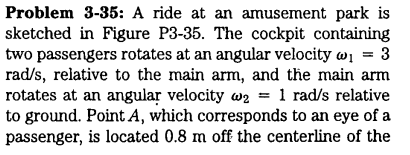 Problem 3-35: A ride at an amusement park is
sketched in Figure P3-35. The cockpit containing
two passengers rotates at an angular velocity ω₁ = 3
rad/s, relative to the main arm, and the main arm
rotates at an angular velocity ω₂ = 1 rad/s relative
to ground. Point A, which corresponds to an eye of a
passenger, is located 0.8 m off the centerline of the